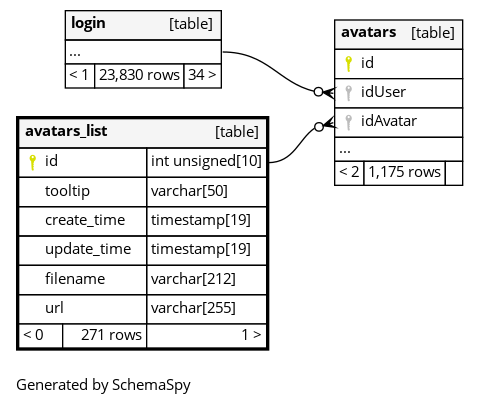 login [table]
...
< 1 23,830 rows 34 >
avatars [table]
id
idUser
idAvatar
...
< 2 1,175 rows
avatars_list [table]
id int unsigned[10]
tooltip varchar[50]
create_time timestamp[19]
update_time timestamp[19]
filename varchar[212]
url varchar[255]
< 0 271 rows 1 >
Generated by SchemaSpy